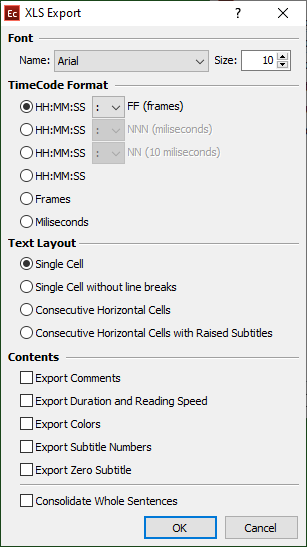 Ec XLS Export ?
Font
Name: Arial Size: 10
TimeCode Format
HH:MM:SS : FF (frames)
HH:MM:SS : NNN (miliseconds)
HH:MM:SS : NN (10 miliseconds)
HH:MM:SS
Frames
Miliseconds
Text Layout
Single Cell
Single Cell without line breaks
Consecutive Horizontal Cells
Consecutive Horizontal Cells with Raised Subtitles
Contents
Export Comments
Export Duration and Reading Speed
Export Colors
Export Subtitle Numbers
Export Zero Subtitle
Consolidate Whole Sentences
OK Cancel